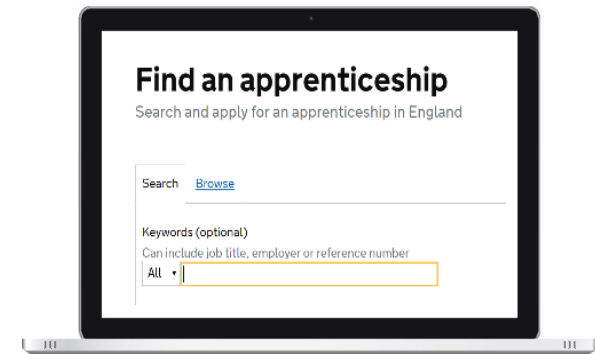 Find an apprenticeship
Search and apply for an apprenticeship in England
Search Browse
Keywords (optional)
Can include job title, employer or reference number
All